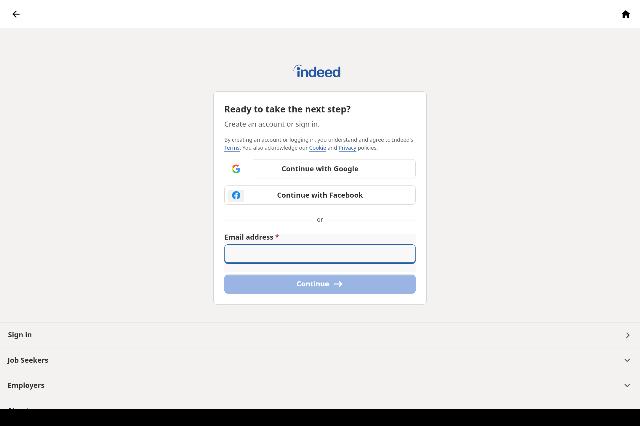 indeed
Ready to take the next step?
Create an account or sign in.
By creating an account or logging in, you understand and agree to Indeed's
Terms. You also acknowledge our Cookie and Privacy policies.
Continue with Google
Continue with Facebook
or
Email address *
Continue
Sign in
Job Seekers
Employers